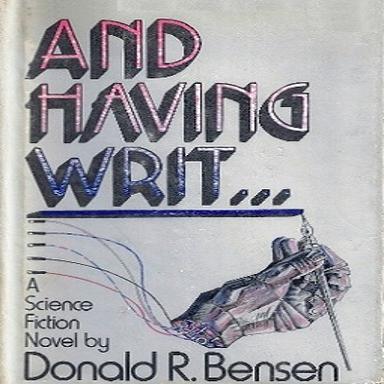 AND
HAVING
WRIT...
A
Science
Fiction
Novel by
Donald R. Bensen